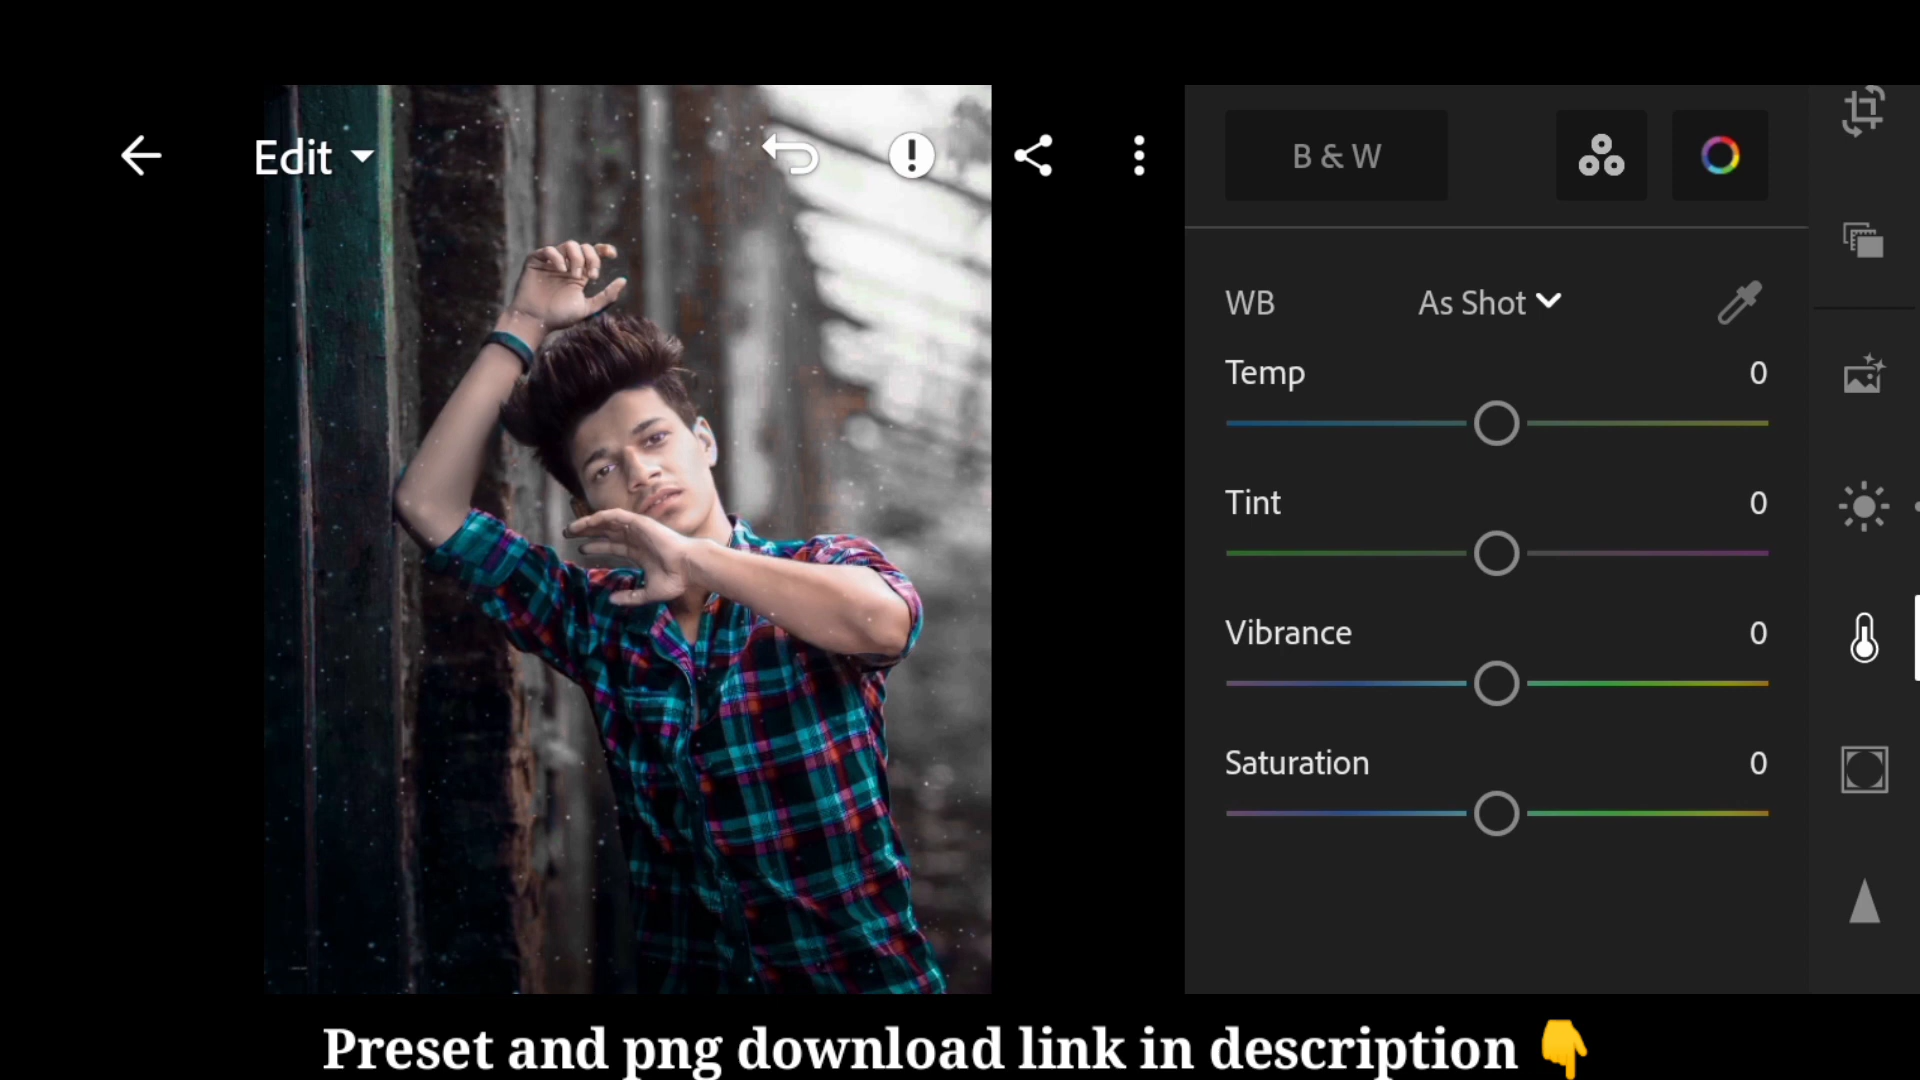 Edit
B & W
WB As Shot
Temp 0
Tint 0
Vibrance 0
Saturation 0
Preset and png download link in description 👇